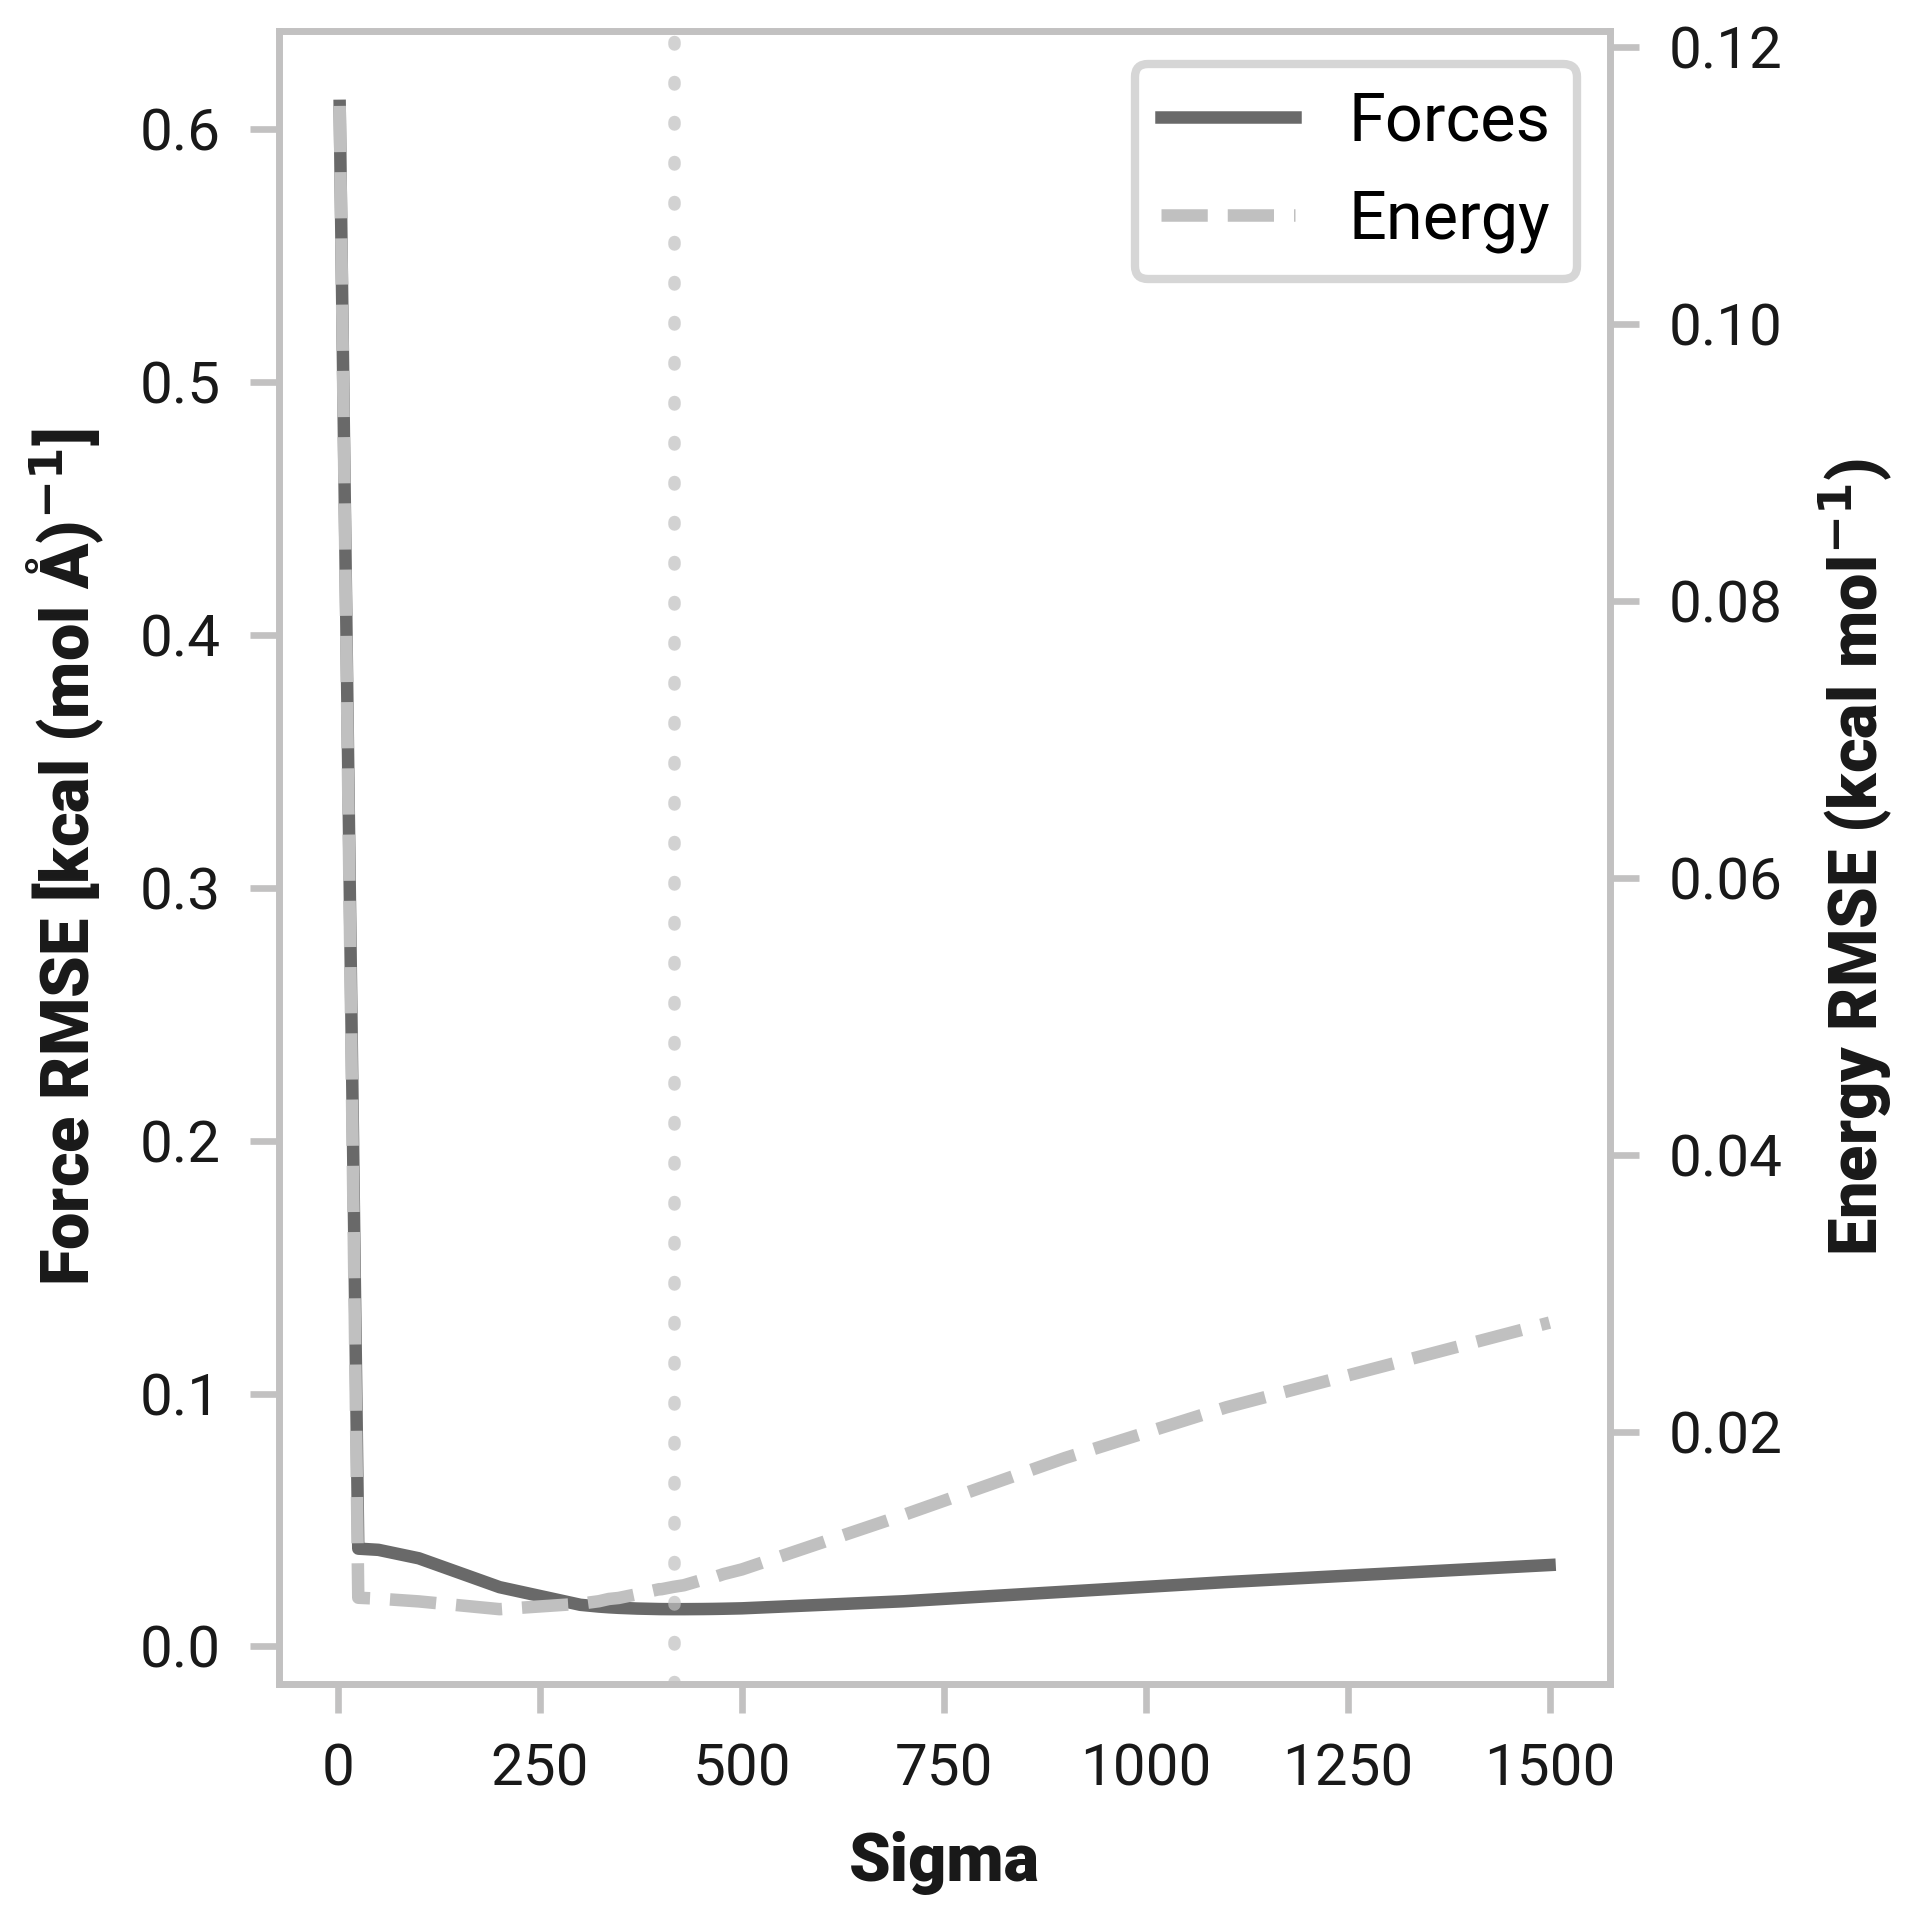 Forces
Energy
Force RMSE [kcal (mol Å)⁻¹]
0.6
0.5
0.4
0.3
0.2
0.1
0.0
0.12
0.10
0.08
0.06
0.04
0.02
Energy RMSE (kcal mol⁻¹)
0 250 500 750 1000 1250 1500
Sigma